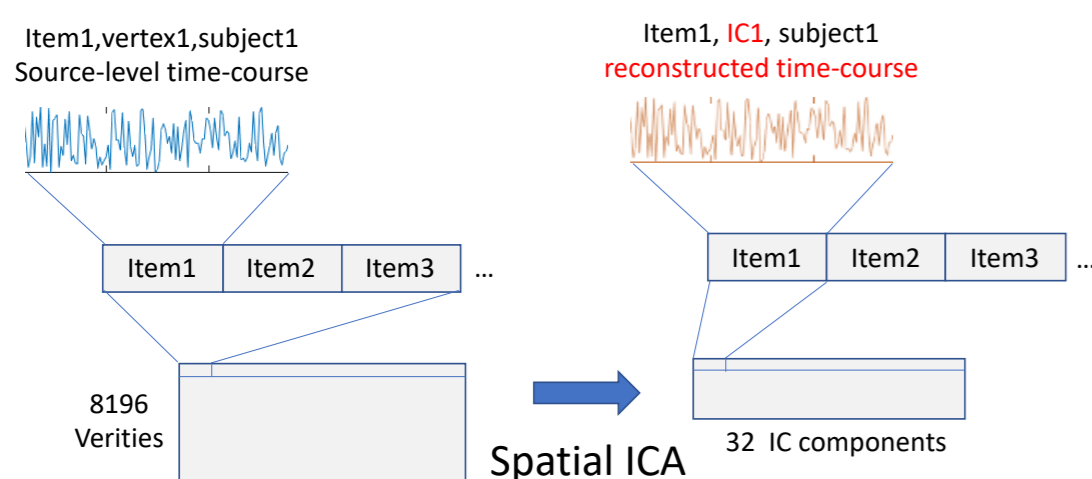 Item1,vertex1,subject1
Source-level time-course
Item1, IC1, subject1
reconstructed time-course
Item1 Item2 Item3 ...
Item1 Item2 Item3 ...
8196
Verities
Spatial ICA
32 IC components